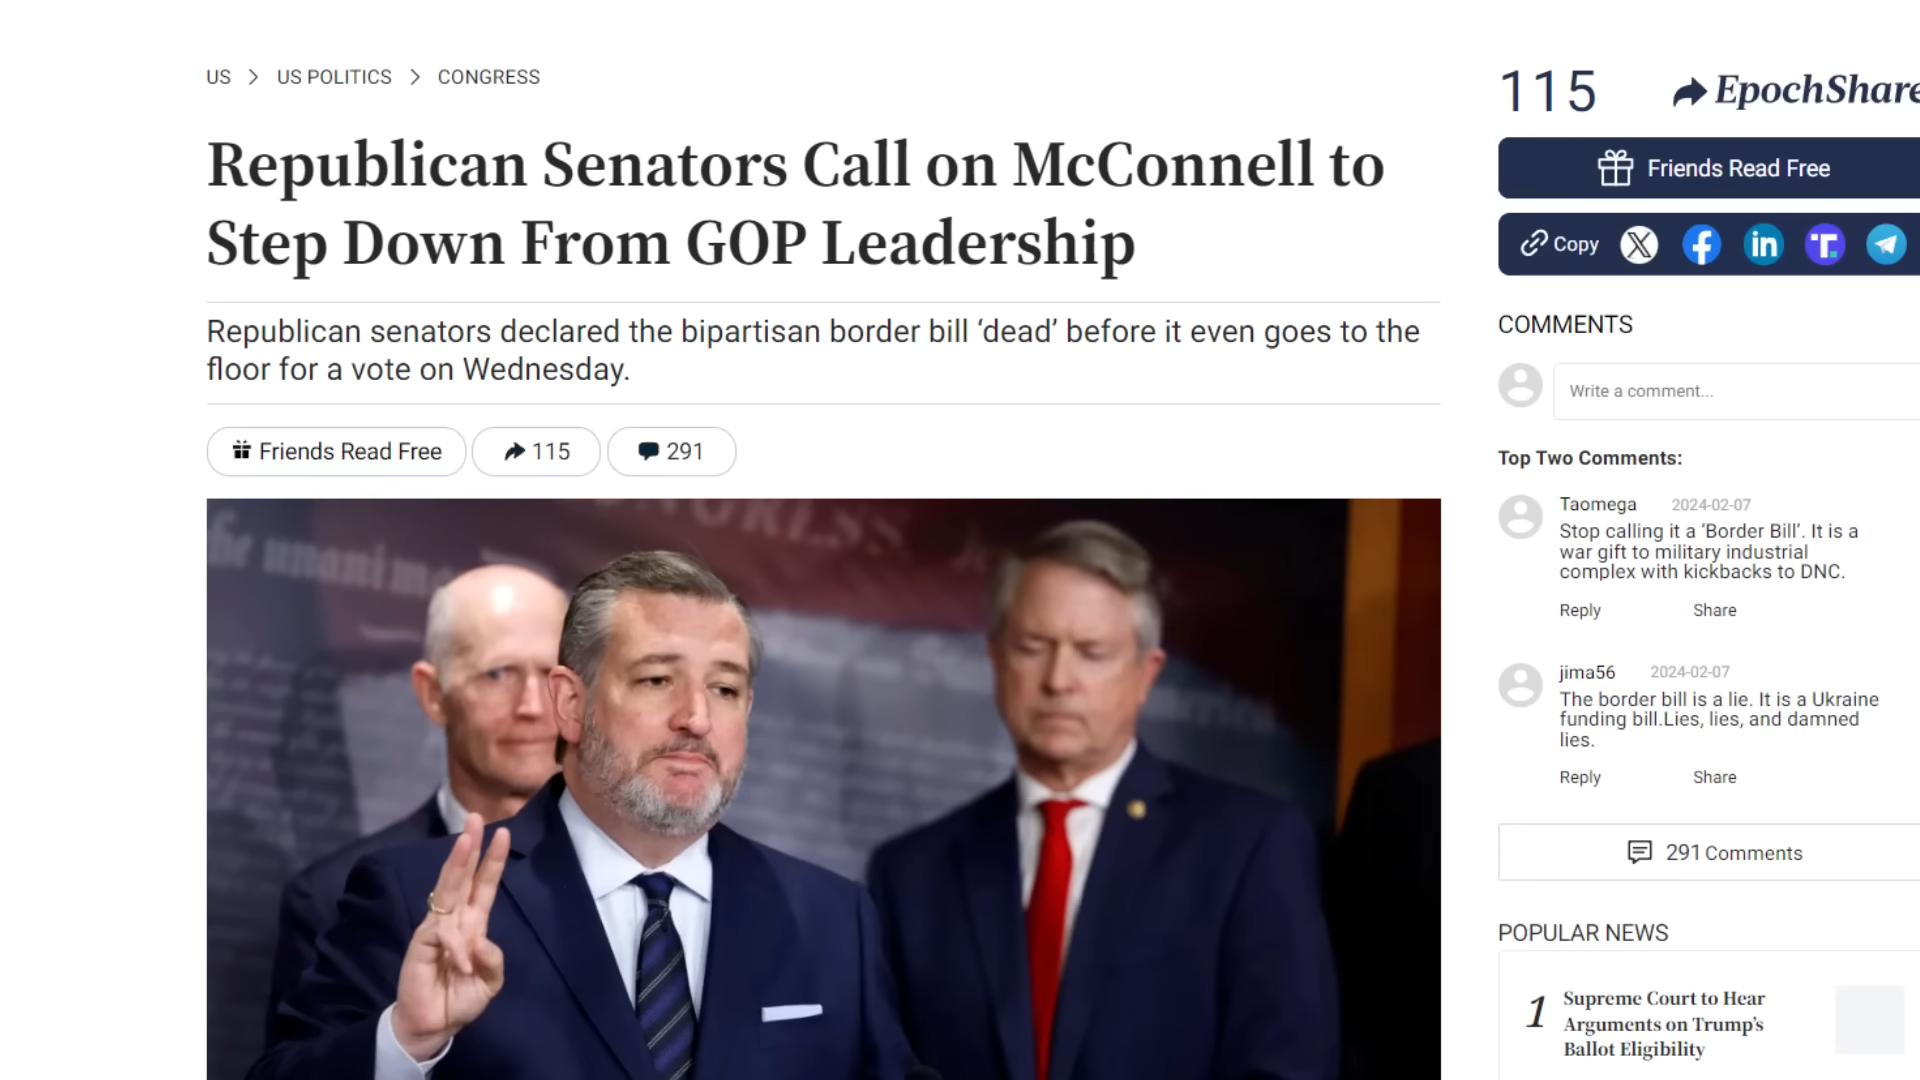 US > US POLITICS > CONGRESS
Republican Senators Call on McConnell to
Step Down From GOP Leadership
Republican senators declared the bipartisan border bill ‘dead’ before it even goes to the
floor for a vote on Wednesday.
Friends Read Free 115 291
he unanimo
CONGRESS
America
115 EpochShare
Friends Read Free
Copy
COMMENTS
Write a comment...
Top Two Comments:
Taomega 2024-02-07
Stop calling it a ‘Border Bill’. It is a
war gift to military industrial
complex with kickbacks to DNC.
Reply Share
jima56 2024-02-07
The border bill is a lie. It is a Ukraine
funding bill.Lies, lies, and damned
lies.
Reply Share
291 Comments
POPULAR NEWS
1 Supreme Court to Hear
Arguments on Trump’s
Ballot Eligibility